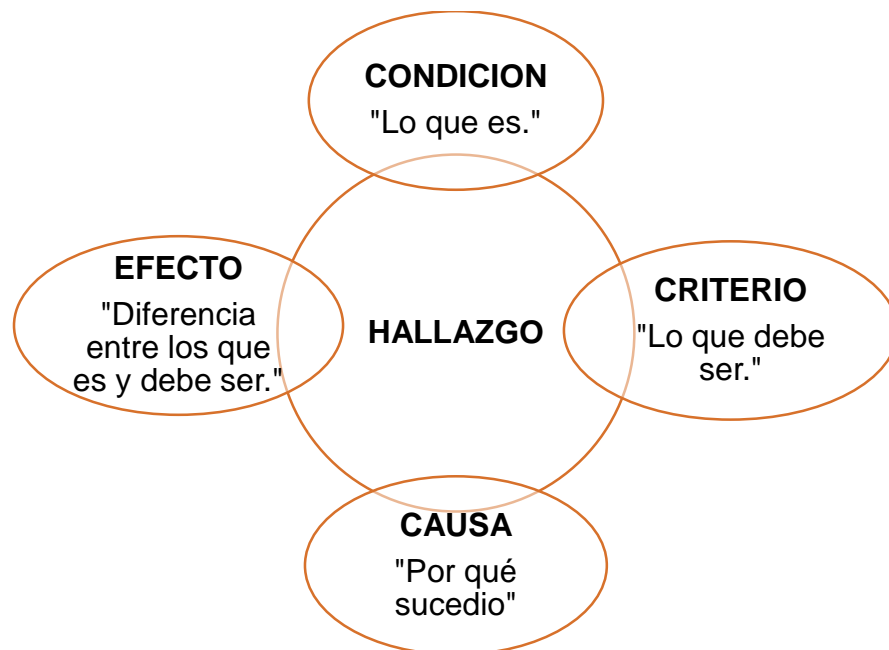 CONDICION
"Lo que es."
EFECTO
"Diferencia
entre los que
es y debe ser."
HALLAZGO
CRITERIO
"Lo que debe
ser."
CAUSA
"Por qué
sucedio"